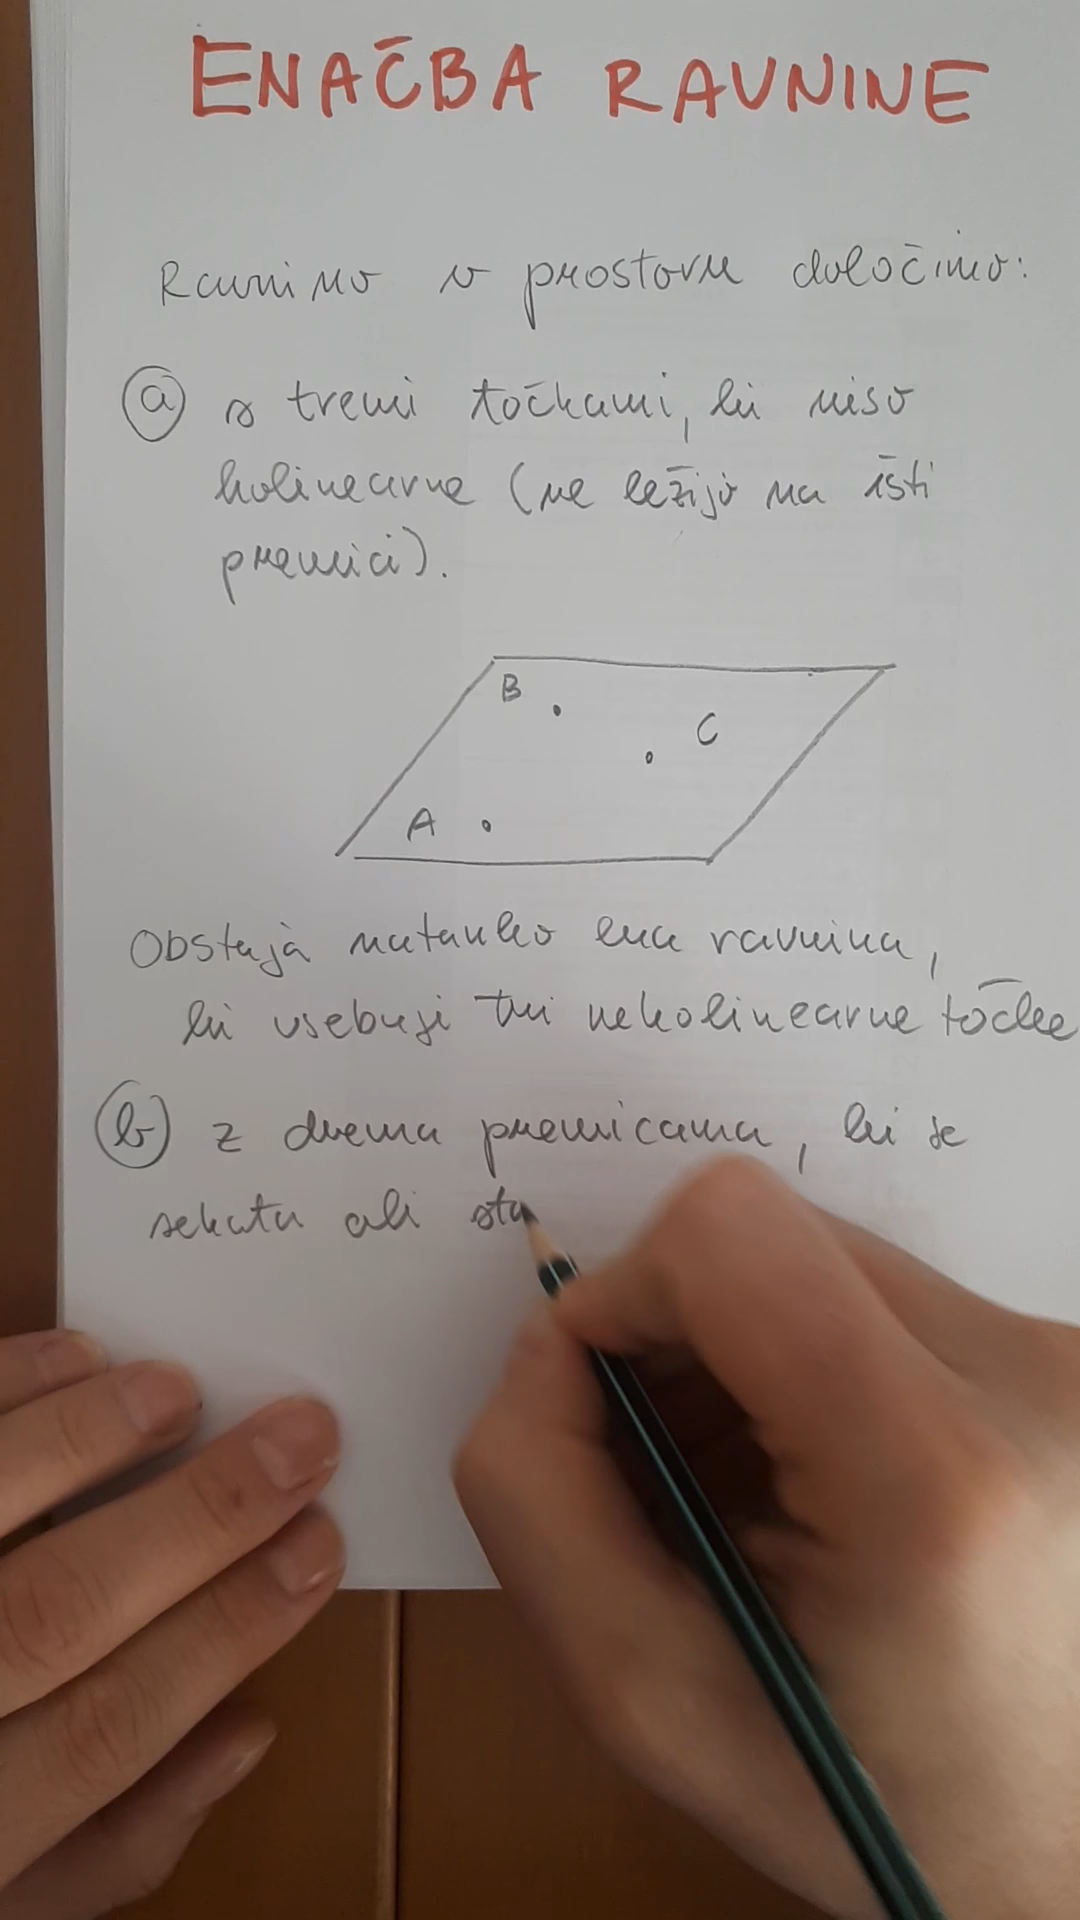 ENAČBA RAVNINE
Ravnino v prostoru določimo:
a) s tremi točkami, ki niso
kolinearne (ne ležijo na isti
premici).
B
C
A
Obstaja natanko ena ravnina,
ki vsebuje tri nekolinearne točke
b) z dvema premicama, ki se
sekata ali sta